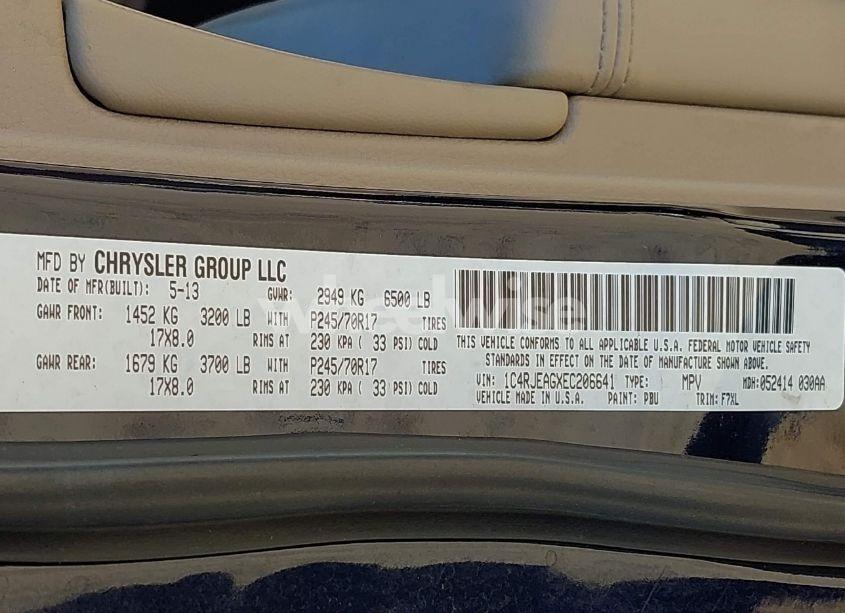 MFD BY CHRYSLER GROUP LLC
DATE OF MFR(BUILT): 5-13 GVWR: 2949 KG 6500 LB
GAWR FRONT: 1452 KG 3200 LB WITH P245/70R17 TIRES
17X8.0 RIMS AT 230 KPA ( 33 PSI) COLD
GAWR REAR: 1679 KG 3700 LB WITH P245/70R17 TIRES
17X8.0 RIMS AT 230 KPA ( 33 PSI) COLD
THIS VEHICLE CONFORMS TO ALL APPLICABLE U.S.A. FEDERAL MOTOR VEHICLE SAFETY
STANDARDS IN EFFECT ON THE DATE OF MANUFACTURE SHOWN ABOVE.
VIN: 1C4RJEAGXEC206641 TYPE: MPV MDH:052414 030AA
VEHICLE MADE IN U.S.A. PAINT: PBU TRIM: F7XL
wheelwise